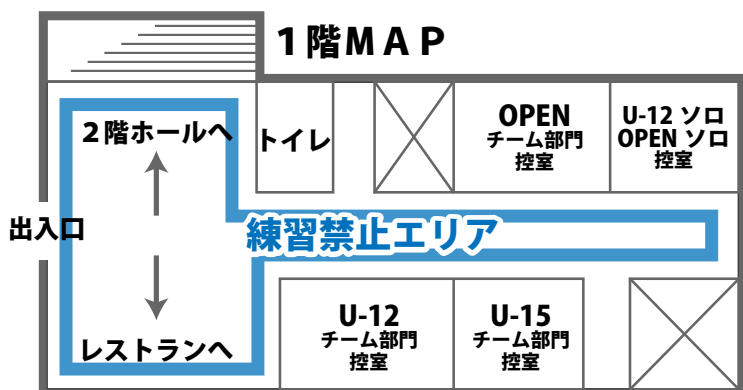 1階MAP
2階ホールへ
トイレ
OPEN
チーム部門
控室
U-12 ソロ
OPEN ソロ
控室
出入口
練習禁止エリア
レストランへ
U-12
チーム部門
控室
U-15
チーム部門
控室